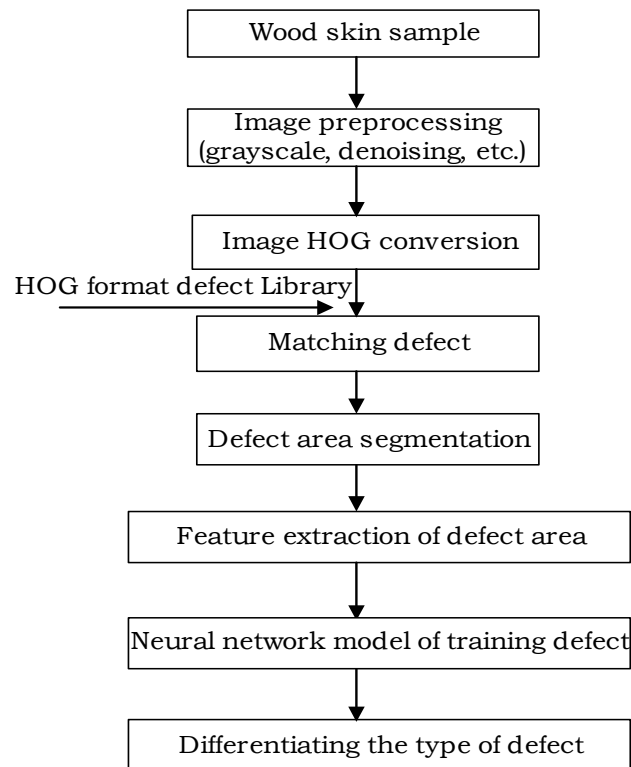 Wood skin sample
Image preprocessing
(grayscale, denoising, etc.)
Image HOG conversion
HOG format defect Library
Matching defect
Defect area segmentation
Feature extraction of defect area
Neural network model of training defect
Differentiating the type of defect